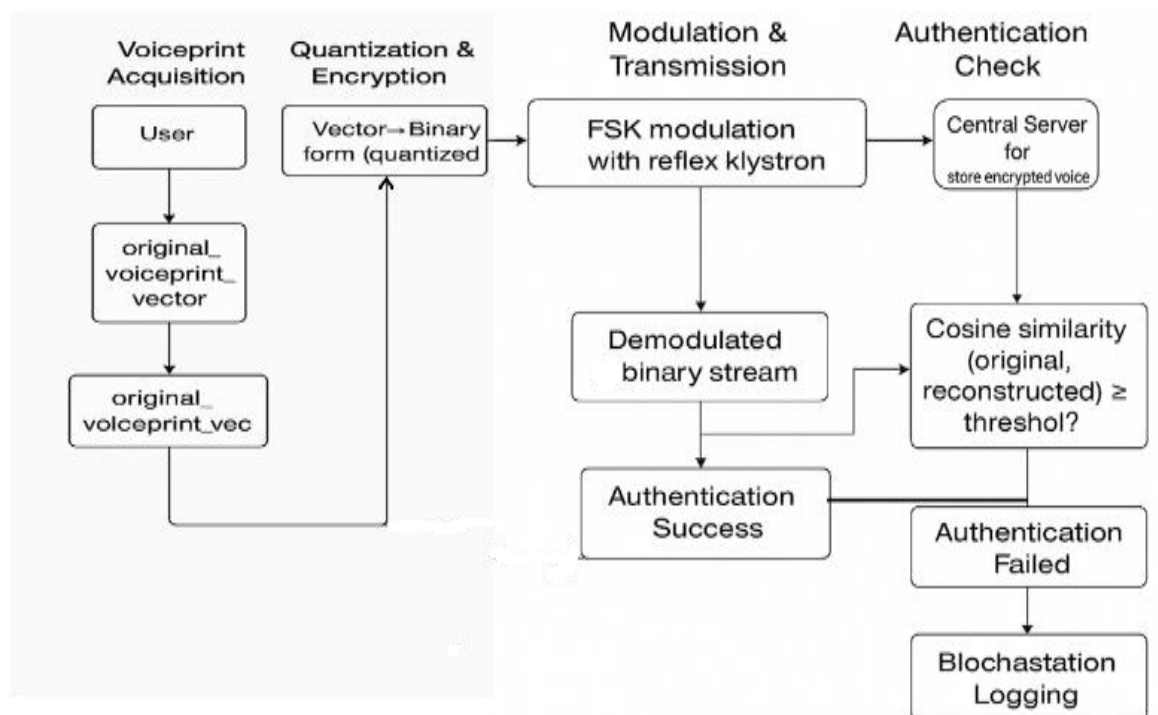 Voiceprint
Acquisition
User
original_
voiceprint_
vector
original_
volceprint_vec
Quantization &
Encryption
Vector→Binary
form (quantized
Modulation &
Transmission
FSK modulation
with reflex klystron
Demodulated
binary stream
Authentication
Success
Authentication
Check
Central Server
for
store encrypted voice
Cosine similarity
(original,
reconstructed) ≥
threshol?
Authentication
Failed
Blochastation
Logging